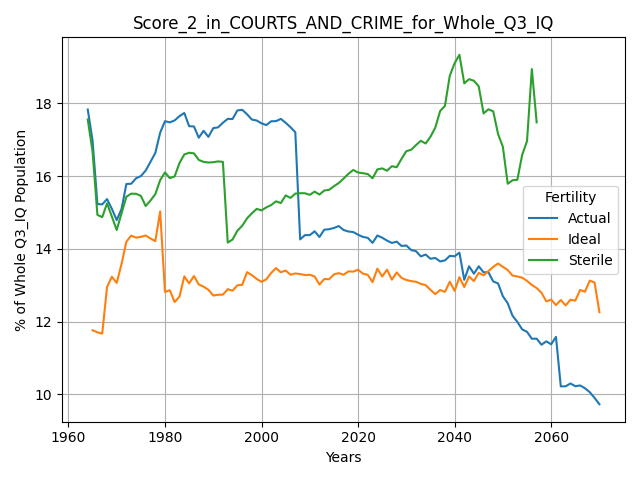 Score_2_in_COURTS_AND_CRIME_for_Whole_Q3_IQ
% of Whole Q3_IQ Population
18
16
14
12
10
Fertility
Actual
Ideal
Sterile
1960
1980
2000
2020
2040
2060
Years